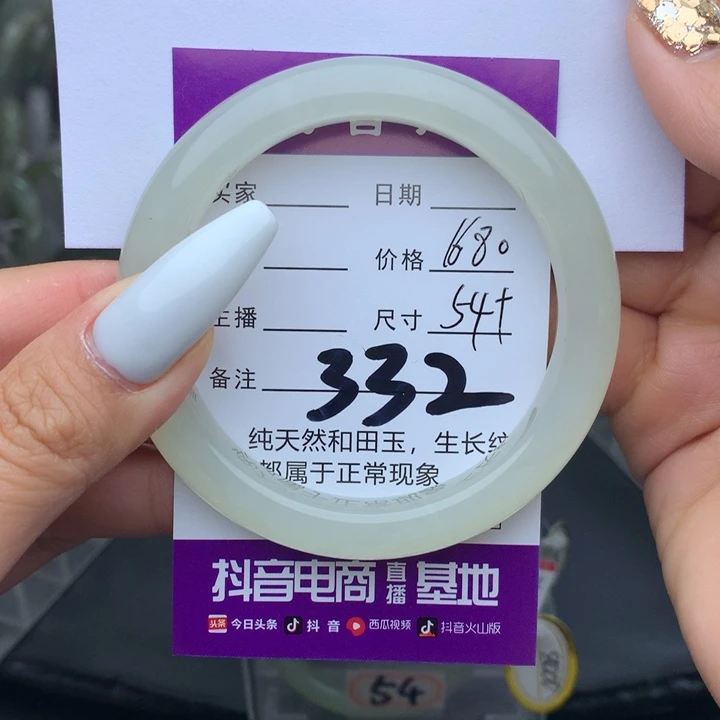 买家 日期
价格 1680
主播 尺寸 54+
备注 332
纯天然和田玉，生长纹
都属于正常现象
抖音电商直播基地
头条 今日头条 抖音 西瓜视频 抖音火山版
54